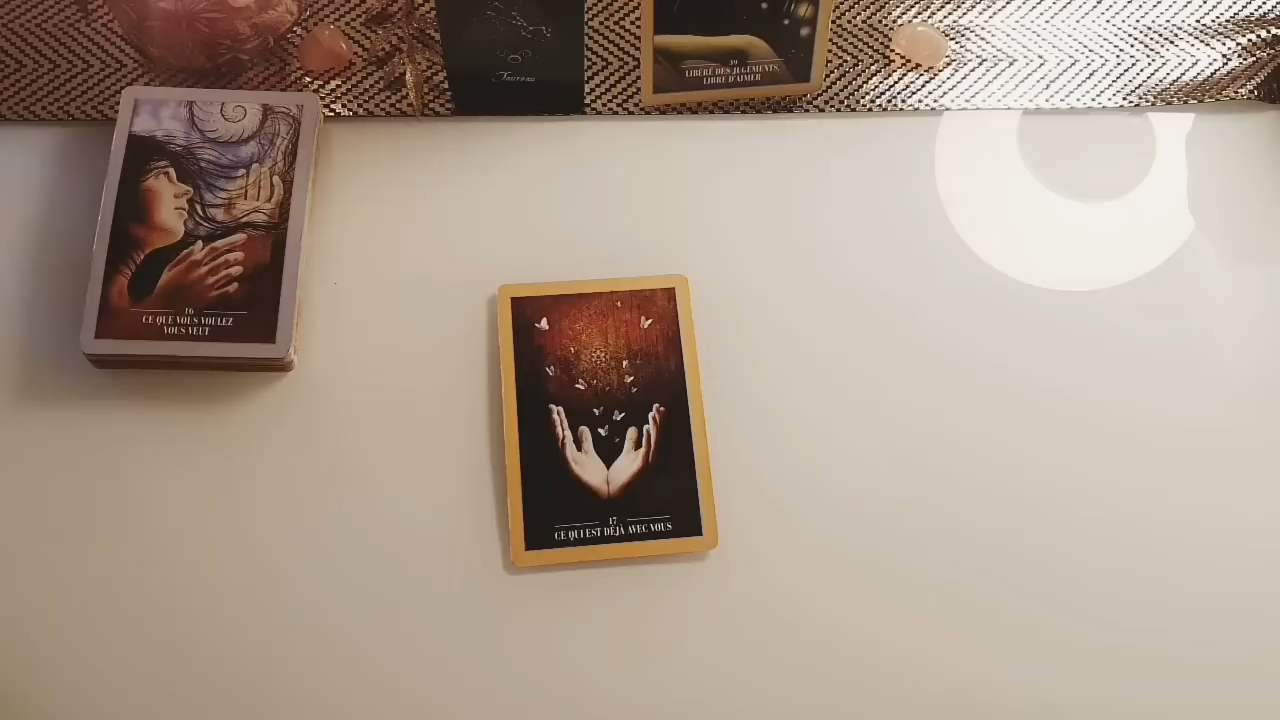 Taureau
39
LIBÉRÉ DES JUGEMENTS,
LIBRE D'AIMER
16
CE QUE VOUS VOULEZ
VOUS VEUT
17
CE QUI EST DÉJÀ AVEC VOUS